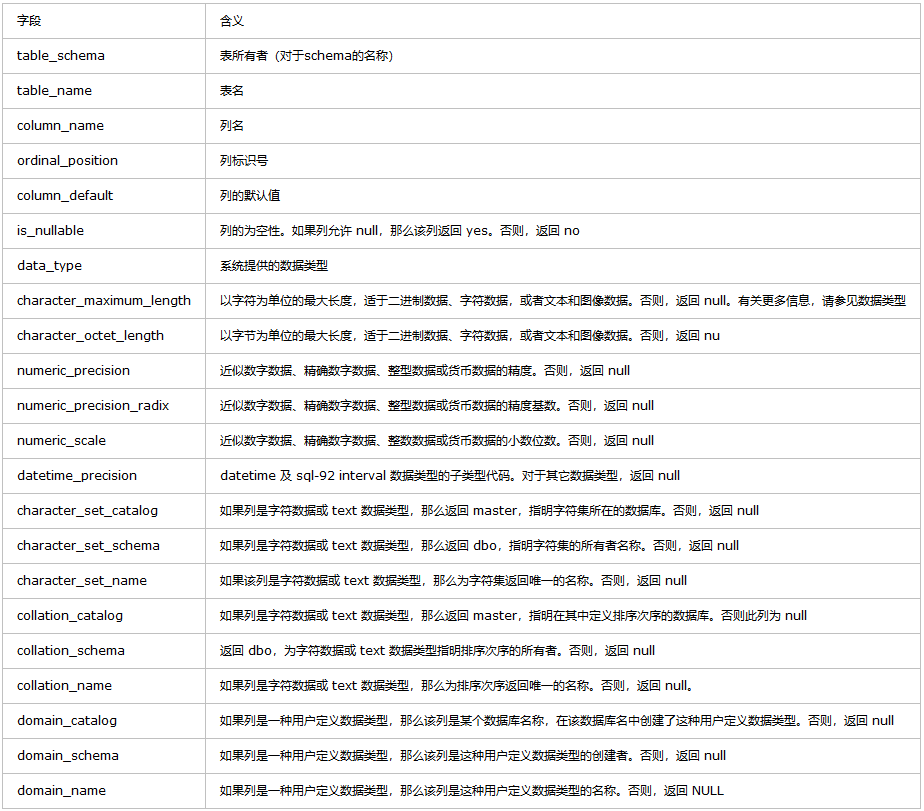 字段 含义
table_schema 表所有者（对于schema的名称）
table_name 表名
column_name 列名
ordinal_position 列标识号
column_default 列的默认值
is_nullable 列的为空性。如果列允许 null，那么该列返回 yes。否则，返回 no
data_type 系统提供的数据类型
character_maximum_length 以字符为单位的最大长度，适于二进制数据、字符数据，或者文本和图像数据。否则，返回 null。有关更多信息，请参见数据类型
character_octet_length 以字节为单位的最大长度，适于二进制数据、字符数据，或者文本和图像数据。否则，返回 nu
numeric_precision 近似数字数据、精确数字数据、整型数据或货币数据的精度。否则，返回 null
numeric_precision_radix 近似数字数据、精确数字数据、整型数据或货币数据的精度基数。否则，返回 null
numeric_scale 近似数字数据、精确数字数据、整数数据或货币数据的小数位数。否则，返回 null
datetime_precision datetime 及 sql-92 interval 数据类型的子类型代码。对于其它数据类型，返回 null
character_set_catalog 如果列是字符数据或 text 数据类型，那么返回 master，指明字符集所在的数据库。否则，返回 null
character_set_schema 如果列是字符数据或 text 数据类型，那么返回 dbo，指明字符集的所有者名称。否则，返回 null
character_set_name 如果该列是字符数据或 text 数据类型，那么为字符集返回唯一的名称。否则，返回 null
collation_catalog 如果列是字符数据或 text 数据类型，那么返回 master，指明在其中定义排序次序的数据库。否则此列为 null
collation_schema 返回 dbo，为字符数据或 text 数据类型指明排序次序的所有者。否则，返回 null
collation_name 如果列是字符数据或 text 数据类型，那么为排序次序返回唯一的名称。否则，返回 null。
domain_catalog 如果列是一种用户定义数据类型，那么该列是某个数据库名称，在该数据库名中创建了这种用户定义数据类型。否则，返回 null
domain_schema 如果列是一种用户定义数据类型，那么该列是这种用户定义数据类型的创建者。否则，返回 null
domain_name 如果列是一种用户定义数据类型，那么该列是这种用户定义数据类型的名称。否则，返回 NULL